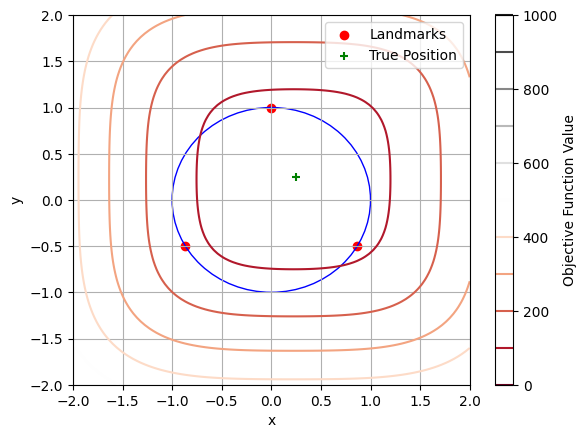 Landmarks
True Position
2.0
1.5
1.0
0.5
0.0
−0.5
−1.0
−1.5
−2.0
y
−2.0 −1.5 −1.0 −0.5 0.0 0.5 1.0 1.5 2.0
x
1000
800
600
400
200
0
Objective Function Value